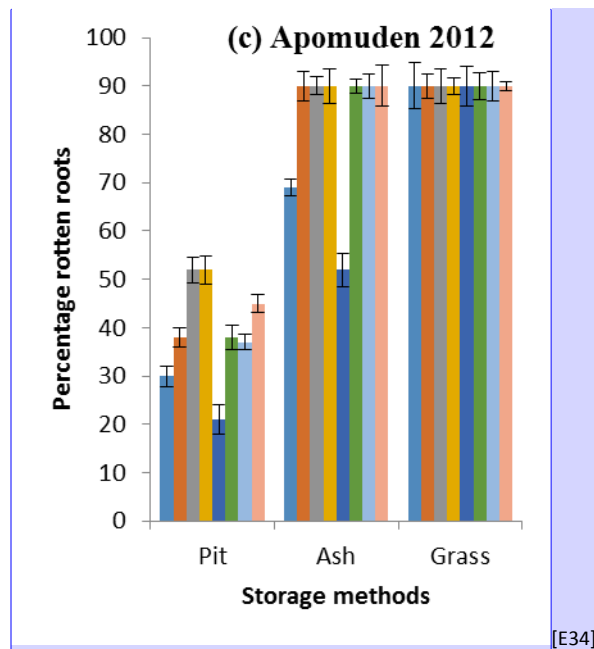 (c) Apomuden 2012
Percentage rotten roots
100
90
80
70
60
50
40
30
20
10
0
Pit Ash Grass
Storage methods
[E34]